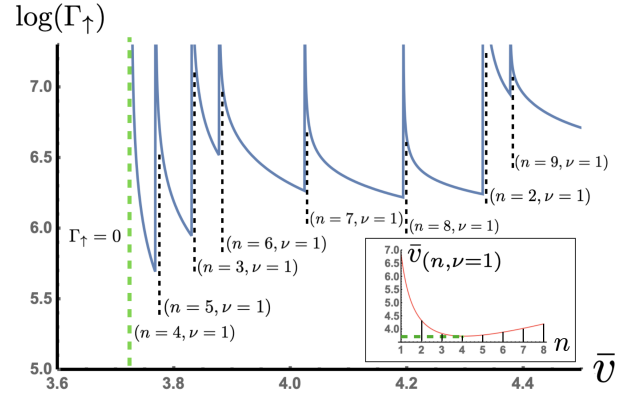 log(Γ↑)
7.0
6.5
6.0
5.5
5.0
Γ↑ = 0
(n = 9, ν = 1)
(n = 2, ν = 1)
(n = 7, ν = 1)
(n = 8, ν = 1)
(n = 6, ν = 1)
(n = 3, ν = 1)
(n = 5, ν = 1)
(n = 4, ν = 1)
7.0
6.5
6.0
5.5
5.0
4.5
4.0
v̅(n,ν=1)
1 2 3 4 5 6 7 8
n
3.6 3.8 4.0 4.2 4.4
v̅